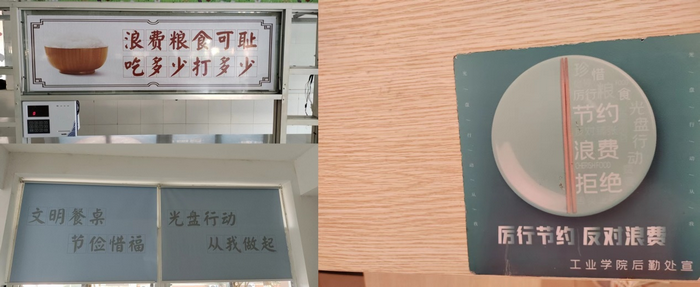 浪费粮食可耻
吃多少打多少
文明餐桌
节俭惜福
光盘行动
从我做起
珍惜
厉行粮食
节约
光盘行动
浪费
拒绝
厉行节约 反对浪费
工业学院后勤处宣